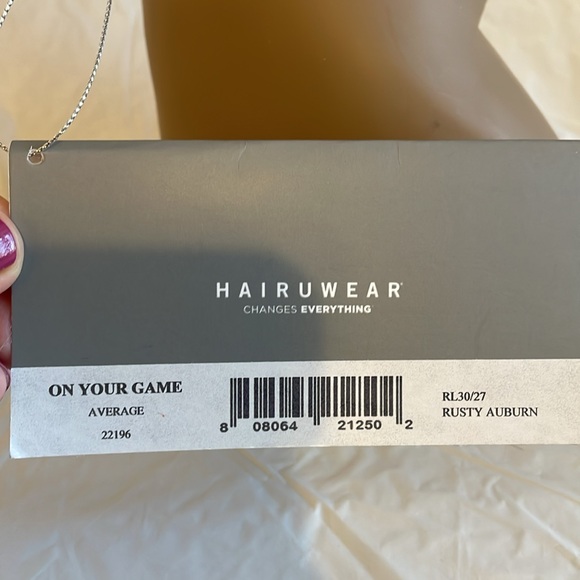 HAIRUWEAR®
CHANGES EVERYTHING
ON YOUR GAME
AVERAGE
22196
8 08064 21250 2
RL30/27
RUSTY AUBURN